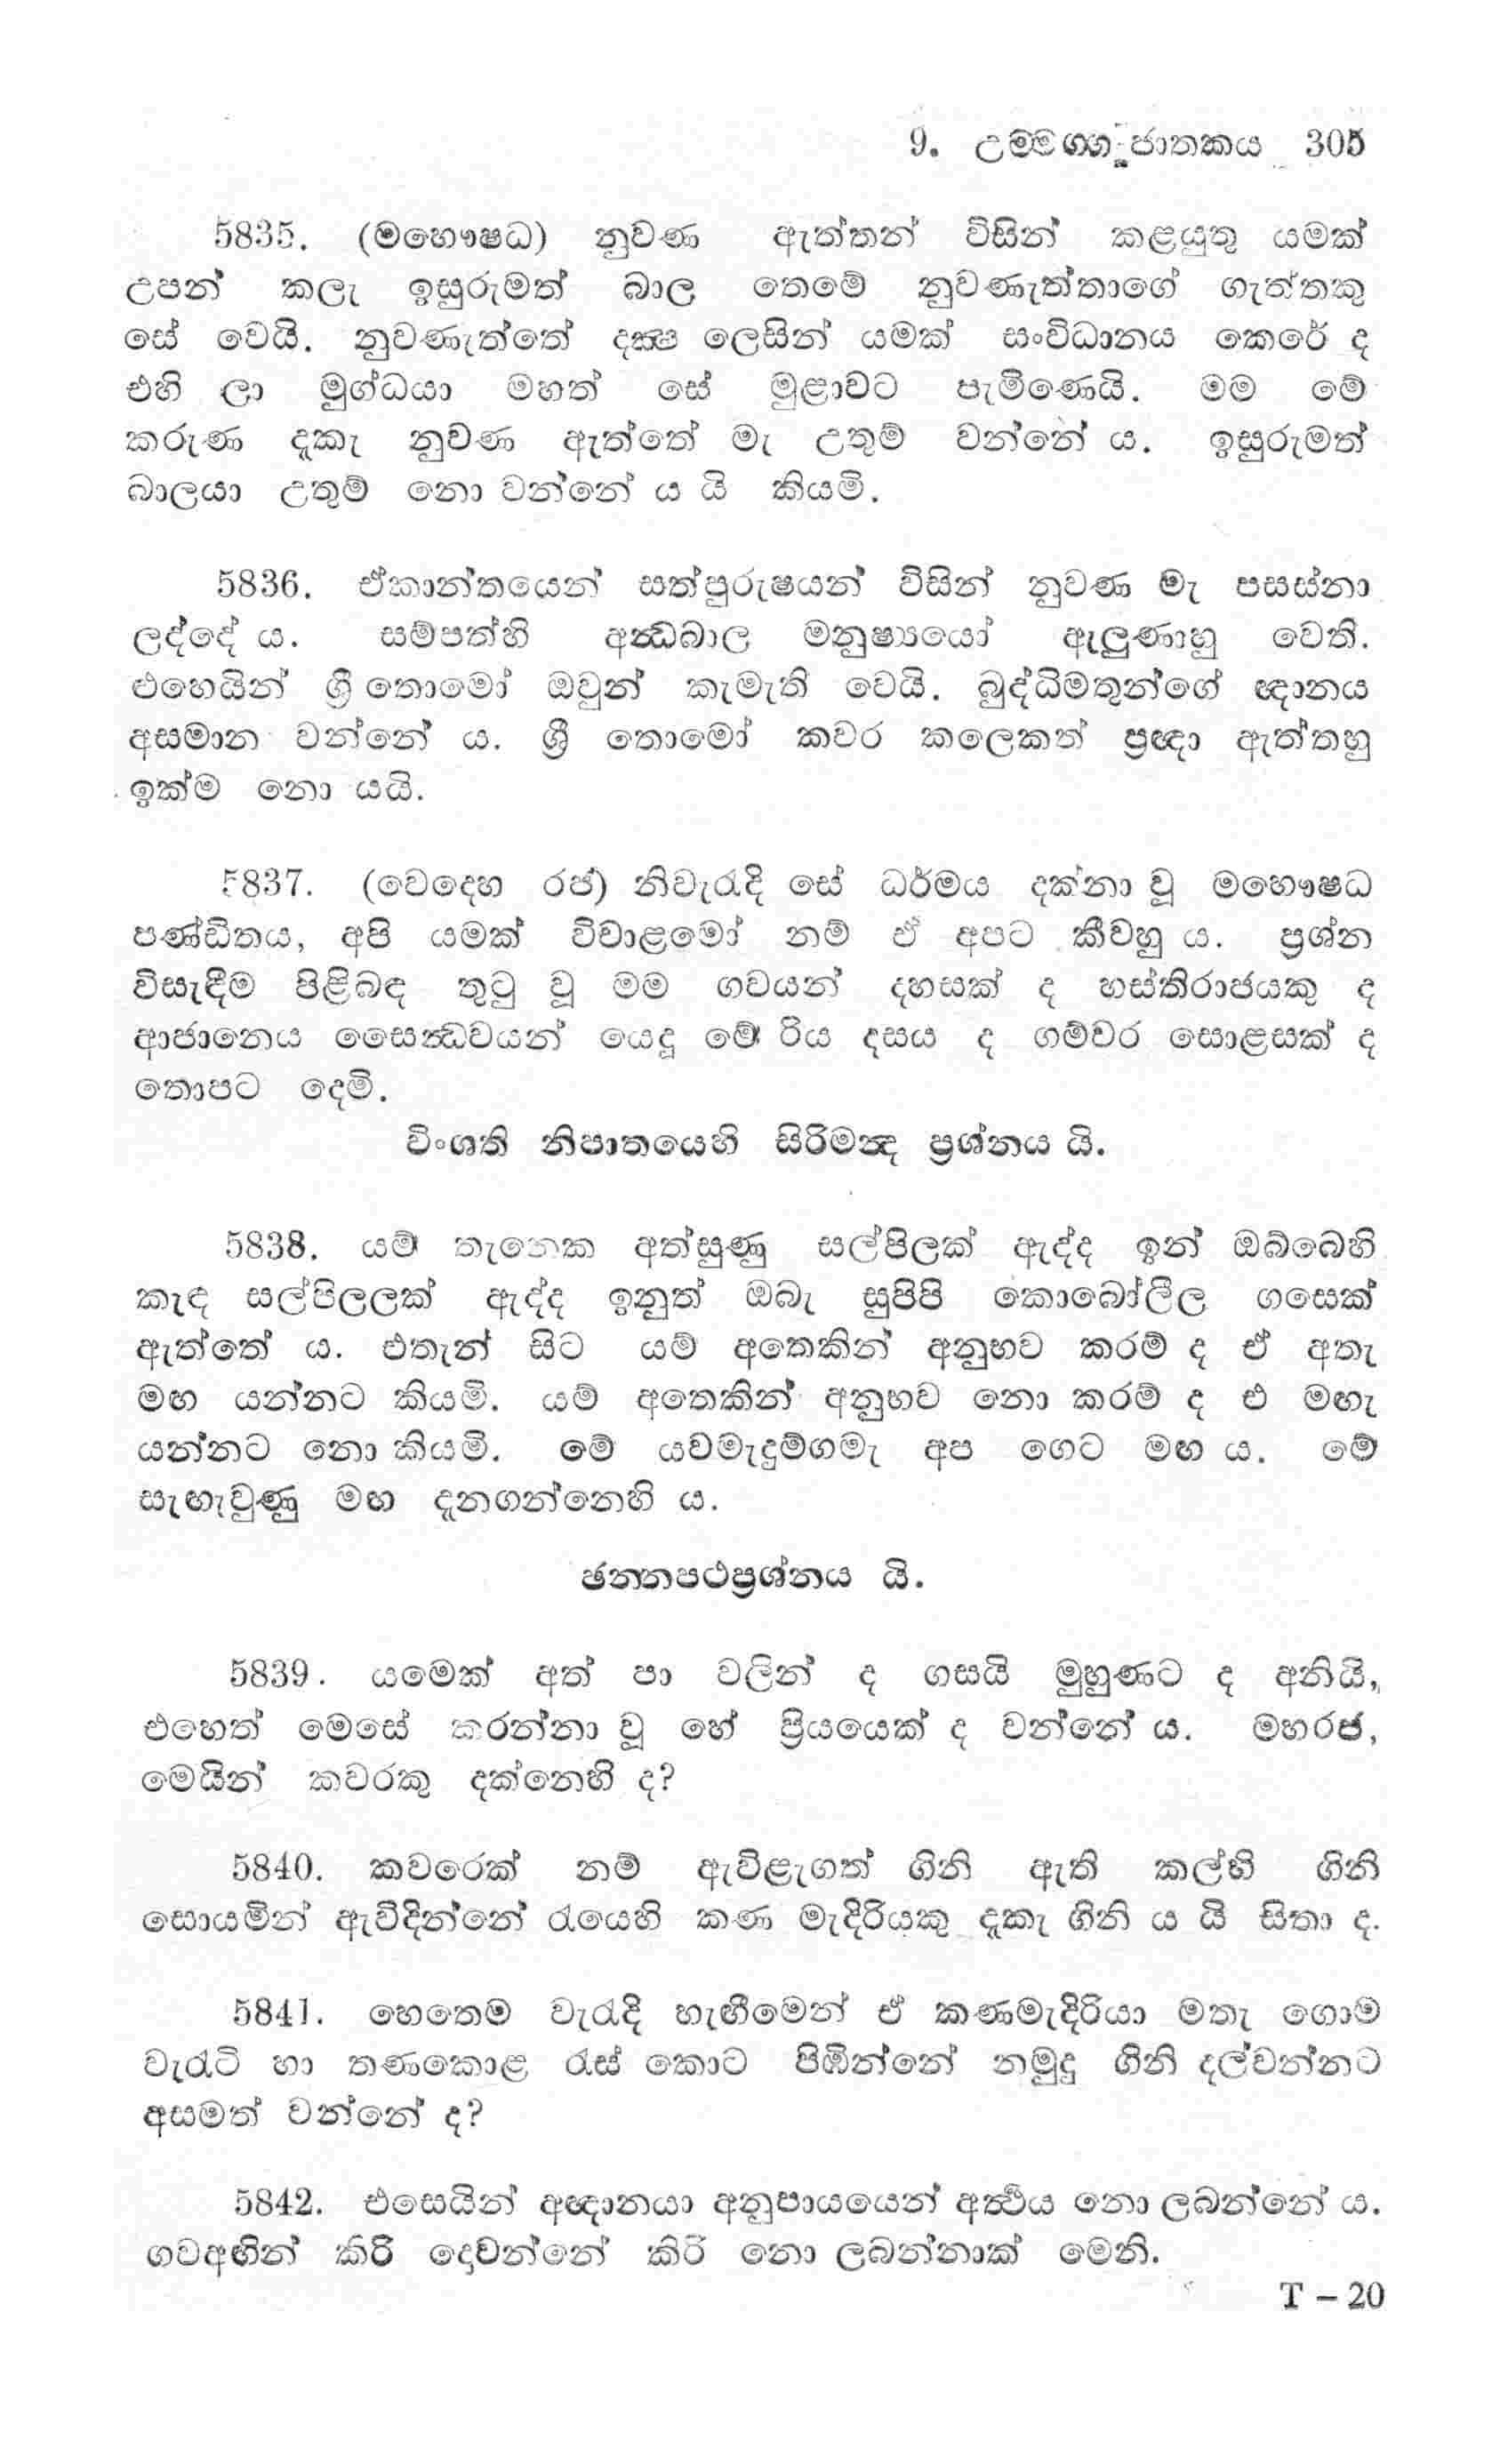 9. උම්මග්ග-ජාතකය 305
5835. (මහෞෂධ) නුවණ ඇත්තන් විසින් කළයුතු යමක්
උපන් කලැ ඉසුරුමත් බාල තෙමේ නුවණැත්තාගේ ගැත්තකු
සේ වෙයි. නුවණැත්තේ දක්‍ෂ ලෙසින් යමක් සංවිධානය කෙරේ ද
එහි ලා මුග්ධයා මහත් සේ මුළාවට පැමිණෙයි. මම මේ
කරුණ දැකැ නුවණ ඇත්තේ මැ උතුම් වන්නේ ය. ඉසුරුමත්
බාලයා උතුම් නො වන්නේ ය යි කියමි.
5836. ඒකාන්තයෙන් සත්පුරුෂයන් විසින් නුවණ මැ පසස්නා
ලද්දේ ය. සම්පත්හි අන්‍ධබාල මනුෂ්‍යයෝ ඇලුණාහු වෙති.
එහෙයින් ශ්‍රී තොමෝ ඔවුන් කැමැති වෙයි. බුද්ධිමතුන්ගේ ඥානය
අසමාන වන්නේ ය. ශ්‍රී තොමෝ කවර කලෙකත් ප්‍රඥා ඇත්තහු
ඉක්ම නො යයි.
5837. (වෙදෙහ රජ) නිවැරැදි සේ ධර්මය දක්නා වූ මහෞෂධ
පණ්ඩිතය, අපි යමක් විචාළමෝ නම් ඒ අපට කීවහු ය. ප්‍රශ්න
විසැඳීම පිළිබඳ තුටු වූ මම ගවයන් දහසක් ද හස්තිරාජයකු ද
ආජානෙය සෛන්‍ධවයන් යෙදූ මේ රිය දසය ද ගම්වර සොළසක් ද
තොපට දෙමි.
විංශති නිපාතයෙහි සිරිමන්‍ද ප්‍රශ්නය යි.
5838. යම් තැනෙක අත්සුණු සල්පිලක් ඇද්ද ඉන් ඔබ්බෙහි
කැඳ සල්පිලලක් ඇද්ද ඉනුත් ඔබැ සුපිපි කොබෝලීල ගසෙක්
ඇත්තේ ය. එතැන් සිට යම් අතෙකින් අනුභව කරම් ද ඒ අතැ
මඟ යන්නට කියමි. යම් අතෙකින් අනුභව නො කරම් ද එ මඟැ
යන්නට නො කියමි. මේ යවමැදුම්ගමැ අප ගෙට මඟ ය. මේ
සැඟැවුණු මඟ දැනගන්නෙහි ය.
ඡන්නපථප්‍රශ්නය යි.
5839. යමෙක් අත් පා වලින් ද ගසයි මුහුණට ද අනියි,
එහෙත් මෙසේ කරන්නා වූ හේ ප්‍රියයෙක් ද වන්නේ ය. මහරජ,
මෙයින් කවරකු දක්නෙහි ද?
5840. කවරෙක් නම් ඇවිළැගත් ගිනි ඇති කල්හි ගිනි
සොයමින් ඇවිදින්නේ රැයෙහි කණ මැදිරියකු දැකැ ගිනි ය යි සිතා ද.
5841. හෙතෙම වැරැදි හැඟීමෙන් ඒ කණමැදිරියා මතැ ගොම
වැරැටි හා තණකොළ රැස් කොට පිඹින්නේ නමුදු ගිනි දල්වන්නට
අසමත් වන්නේ ද?
5842. එසෙයින් අඥානයා අනුපායයෙන් අර්‍ථය නො ලබන්නේ ය.
ගවඅඟින් කිරි දොවන්නේ කිරි නො ලබන්නාක් මෙනි.
T – 20